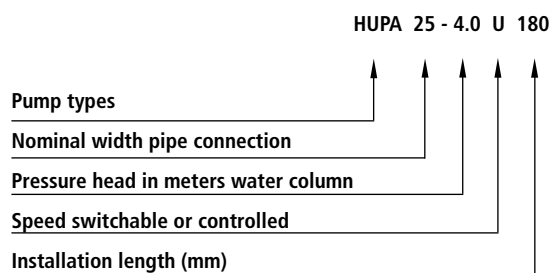 HUPA 25 - 4.0 U 180
Pump types
Nominal width pipe connection
Pressure head in meters water column
Speed switchable or controlled
Installation length (mm)